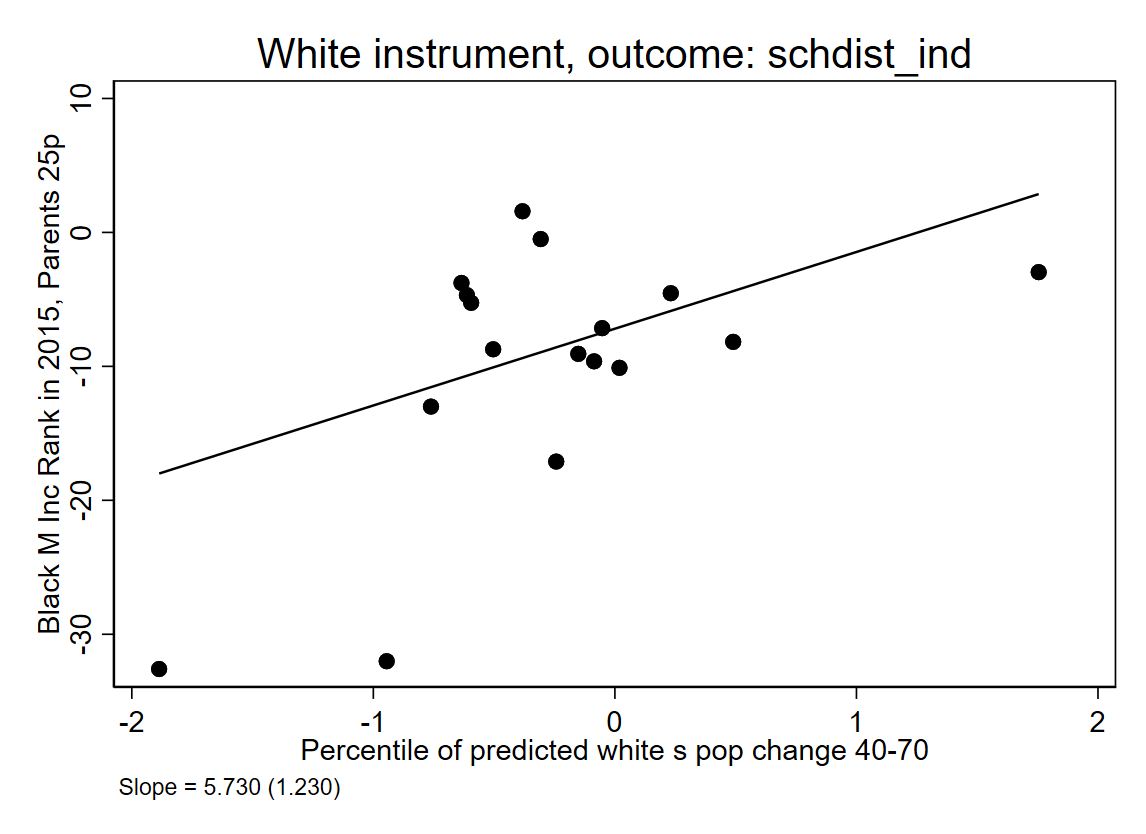 White instrument, outcome: schdist_ind
Black M Inc Rank in 2015, Parents 25p
10
0
-10
-20
-30
-2
-1
0
1
2
Percentile of predicted white s pop change 40-70
Slope = 5.730 (1.230)